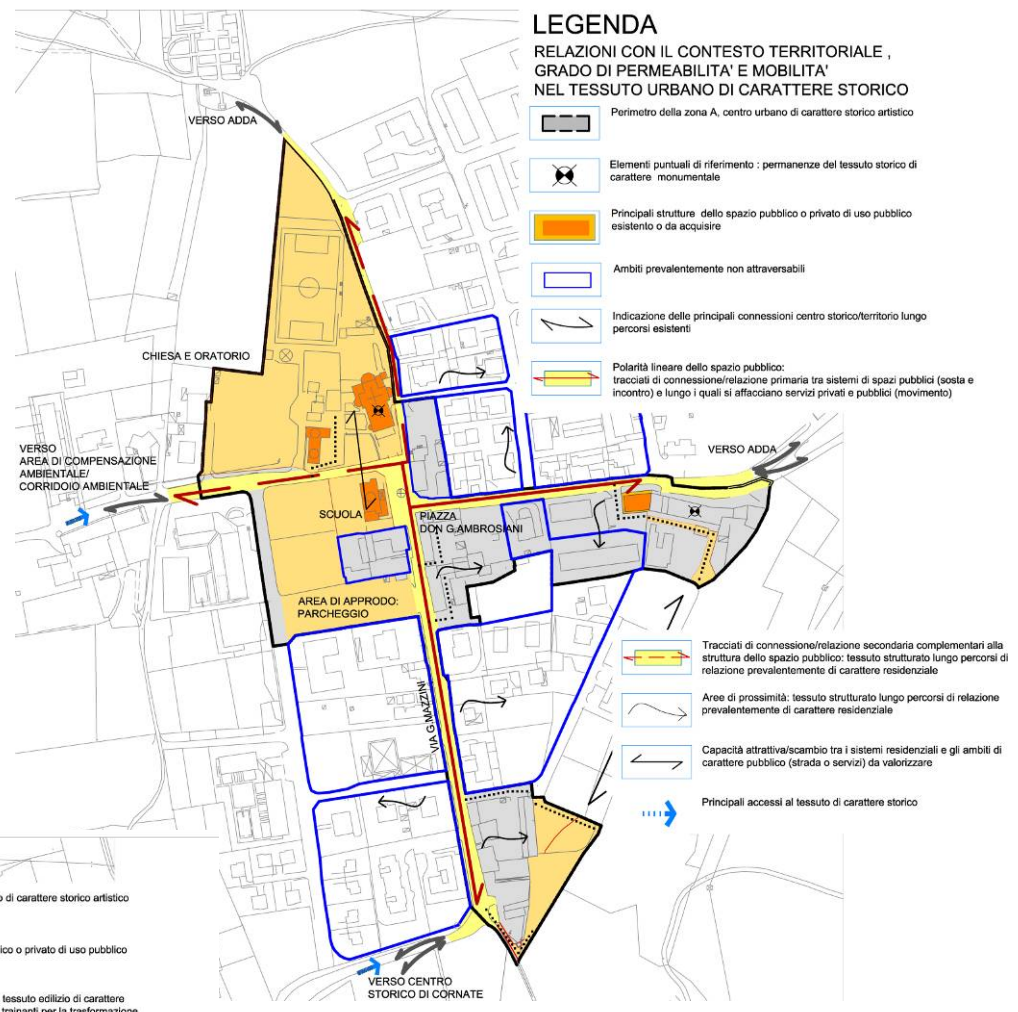 LEGENDA
RELAZIONI CON IL CONTESTO TERRITORIALE ,
GRADO DI PERMEABILITA' E MOBILITA'
NEL TESSUTO URBANO DI CARATTERE STORICO
Perimetro della zona A, centro urbano di carattere storico artistico
Elementi puntuali di riferimento : permanenze del tessuto storico di
carattere monumentale
Principali strutture dello spazio pubblico o privato di uso pubblico
esistento o da acquisire
Ambiti prevalentemente non attraversabili
Indicazione delle principali connessioni centro storico/territorio lungo
percorsi esistenti
Polarità lineare dello spazio pubblico:
tracciati di connessione/relazione primaria tra sistemi di spazi pubblici (sosta e
incontro) e lungo i quali si affacciano servizi privati e pubblici (movimento)
VERSO ADDA
CHIESA E ORATORIO
VERSO
AREA DI COMPENSAZIONE
AMBIENTALE/
CORRIDOIO AMBIENTALE
VERSO ADDA
SCUOLA
PIAZZA
DON G.AMBROSIANI
AREA DI APPRODO:
PARCHEGGIO
VIA G.MAZZINI
Tracciati di connessione/relazione secondaria complementari alla
struttura dello spazio pubblico: tessuto strutturato lungo percorsi di
relazione prevalentemente di carattere residenziale
Aree di prossimità: tessuto strutturato lungo percorsi di relazione
prevalentemente di carattere residenziale
Capacità attrattiva/scambio tra i sistemi residenziali e gli ambiti di
carattere pubblico (strada o servizi) da valorizzare
Principali accessi al tessuto di carattere storico
VERSO CENTRO
STORICO DI CORNATE
o di carattere storico artistico
ico o privato di uso pubblico
tessuto edilizio di carattere
trainanti per la trasformazione